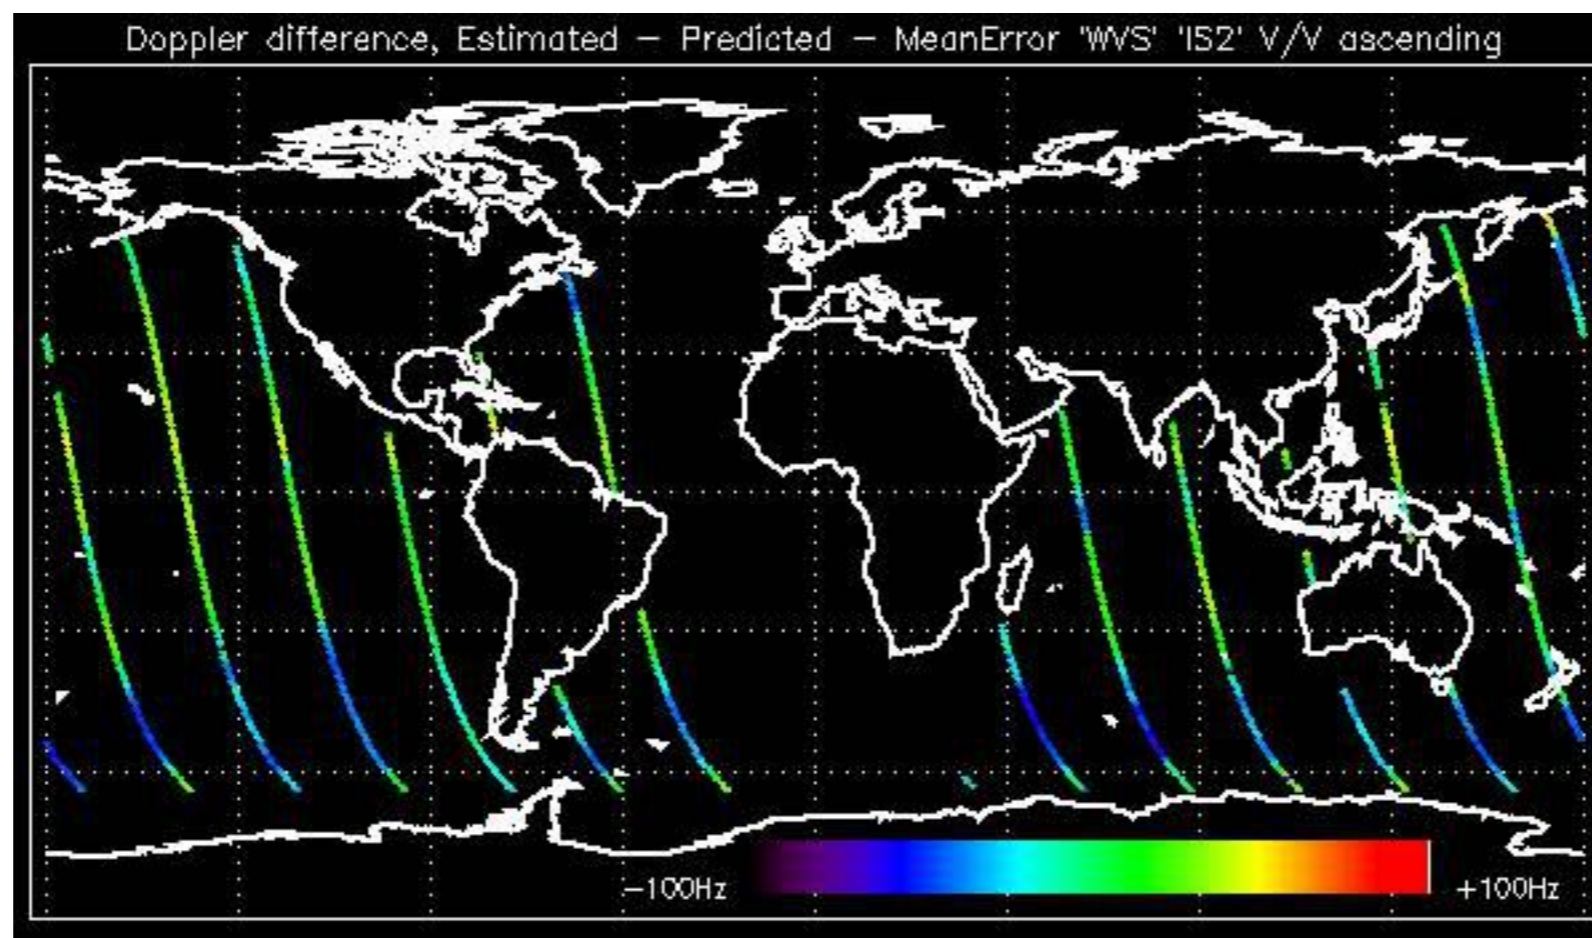 Doppler difference, Estimated – Predicted – MeanError 'WVS' 'IS2' V/V ascending
–100Hz
+100Hz